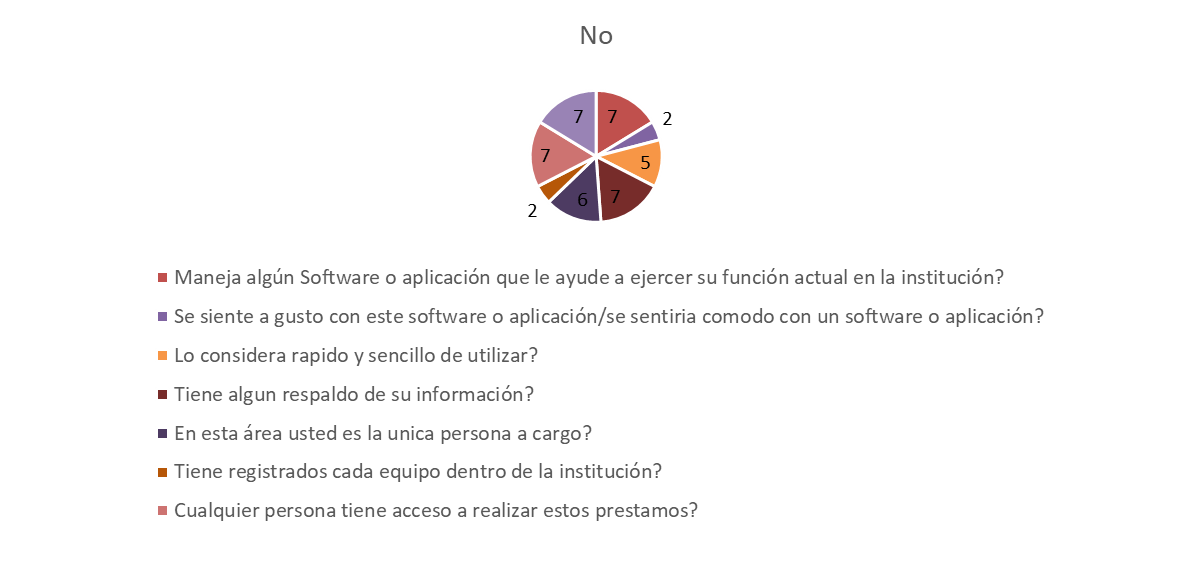 No
7
7
2
5
7
6
2
7
Maneja algún Software o aplicación que le ayude a ejercer su función actual en la institución?
Se siente a gusto con este software o aplicación/se sentiria comodo con un software o aplicación?
Lo considera rapido y sencillo de utilizar?
Tiene algun respaldo de su información?
En esta área usted es la unica persona a cargo?
Tiene registrados cada equipo dentro de la institución?
Cualquier persona tiene acceso a realizar estos prestamos?